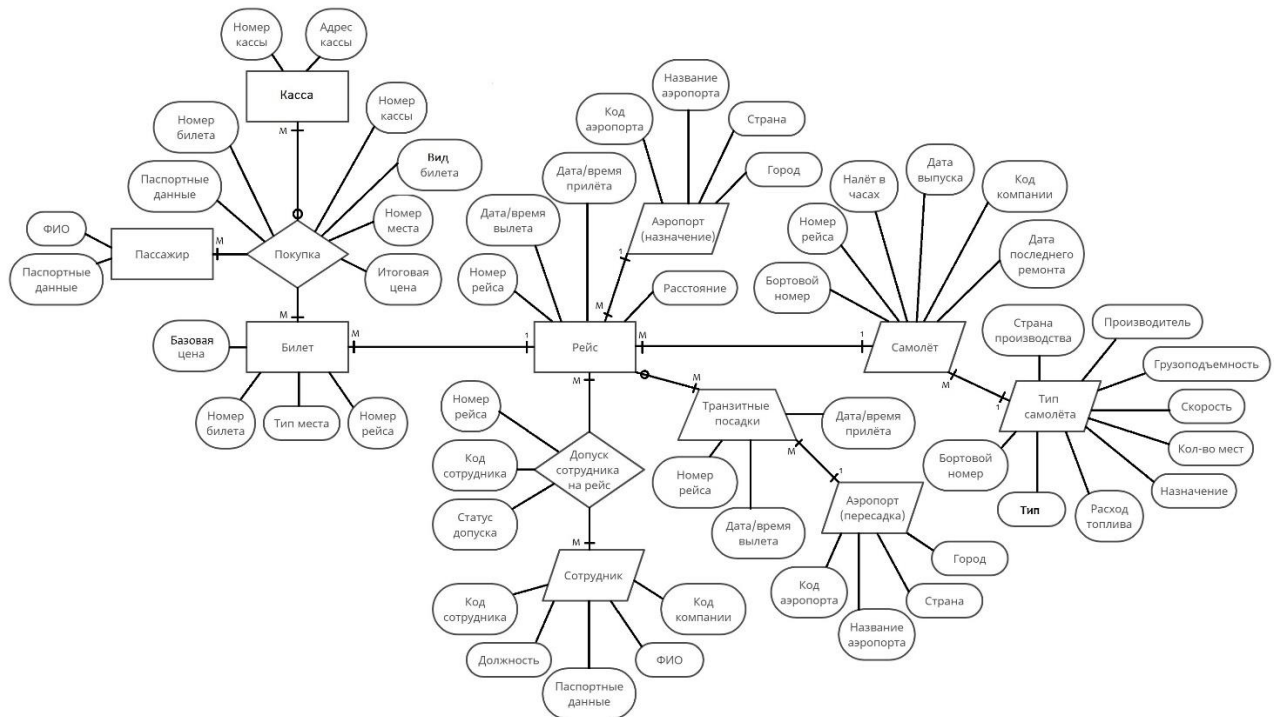 Номер
кассы
Адрес
кассы
Касса
М
Номер
билета
Номер
кассы
Паспортные
данные
Вид
билета
Номер
места
Итоговая
цена
ФИО
Паспортные
данные
Пассажир
М
Покупка
М
Базовая
цена
Билет
М
1
Номер
билета
Тип места
Номер
рейса
Дата/время
прилёта
Дата/время
вылета
Номер
рейса
Код
аэропорта
Название
аэропорта
Страна
Город
Аэропорт
(назначение)
1
М
Расстояние
Рейс
М
1
М
Номер
рейса
Код
сотрудника
Статус
допуска
Допуск
сотрудника
на рейс
М
Сотрудник
Код
сотрудника
Должность
Паспортные
данные
ФИО
Код
компании
М
Транзитные
посадки
Дата/время
прилёта
Номер
рейса
Дата/время
вылета
М
1
Аэропорт
(пересадка)
Код
аэропорта
Название
аэропорта
Страна
Город
Бортовой
номер
Номер
рейса
Налёт в
часах
Дата
выпуска
Код
компании
Дата
последнего
ремонта
Самолёт
М
1
Тип
самолёта
Страна
производства
Производитель
Грузоподъемность
Скорость
Кол-во мест
Назначение
Расход
топлива
Тип
Бортовой
номер